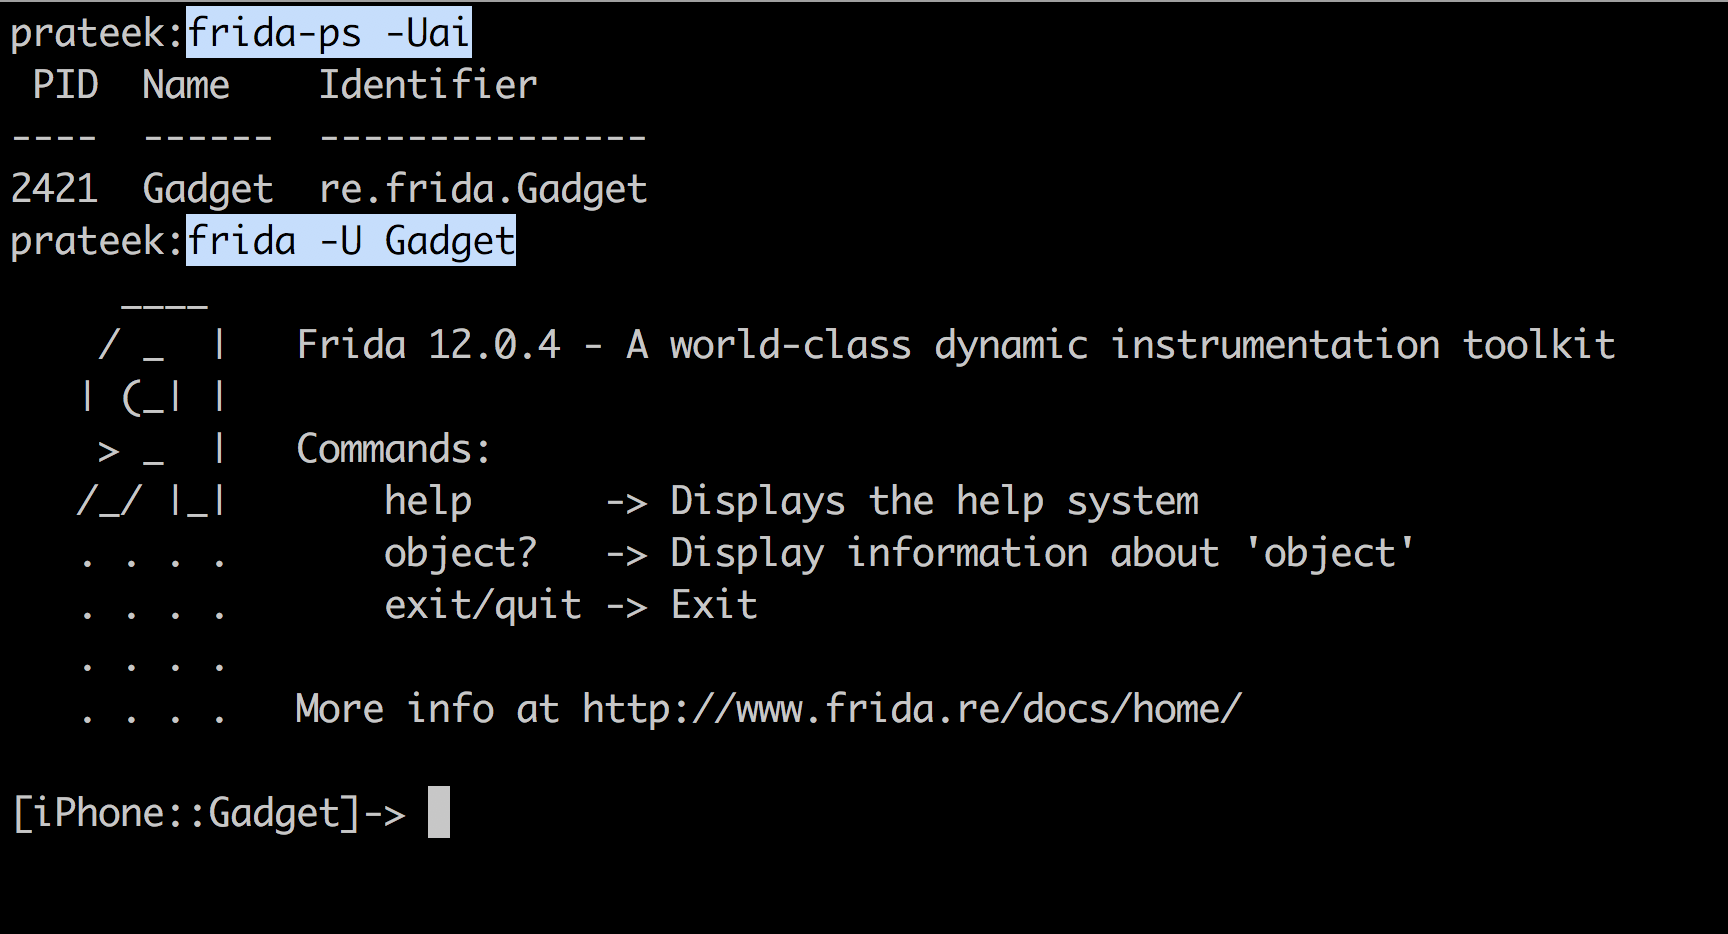 prateek:frida-ps -Uai
 PID  Name    Identifier
----  ------  ---------------
2421  Gadget  re.frida.Gadget
prateek:frida -U Gadget
     ____
    / _  |   Frida 12.0.4 - A world-class dynamic instrumentation toolkit
   | (_| |
    > _  |   Commands:
   /_/ |_|       help      -> Displays the help system
   . . . .       object?   -> Display information about 'object'
   . . . .       exit/quit -> Exit
   . . . .
   . . . .   More info at http://www.frida.re/docs/home/
[iPhone::Gadget]->